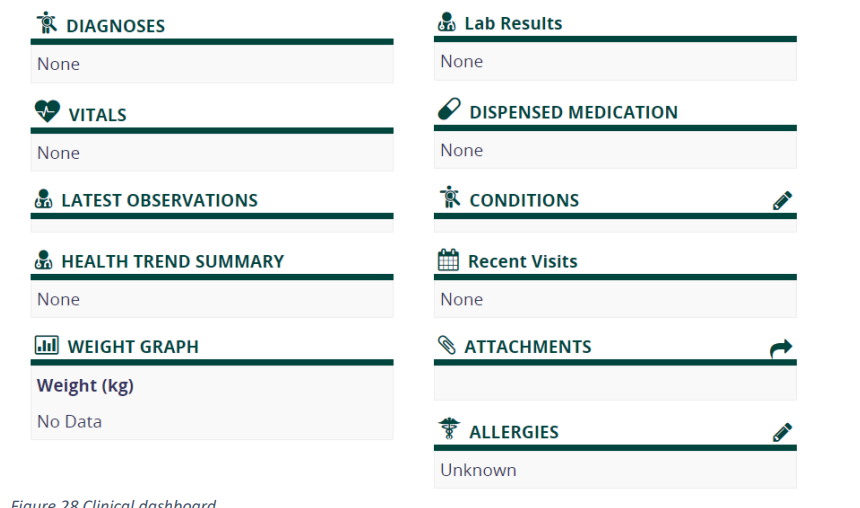 DIAGNOSES
None
VITALS
None
LATEST OBSERVATIONS
HEALTH TREND SUMMARY
None
WEIGHT GRAPH
Weight (kg)
No Data
Lab Results
None
DISPENSED MEDICATION
None
CONDITIONS
Recent Visits
None
ATTACHMENTS
ALLERGIES
Unknown
Figure 28 Clinical dashboard